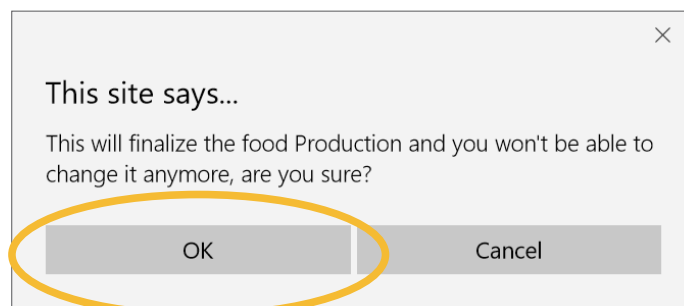 This site says...
This will finalize the food Production and you won't be able to
change it anymore, are you sure?
OK
Cancel